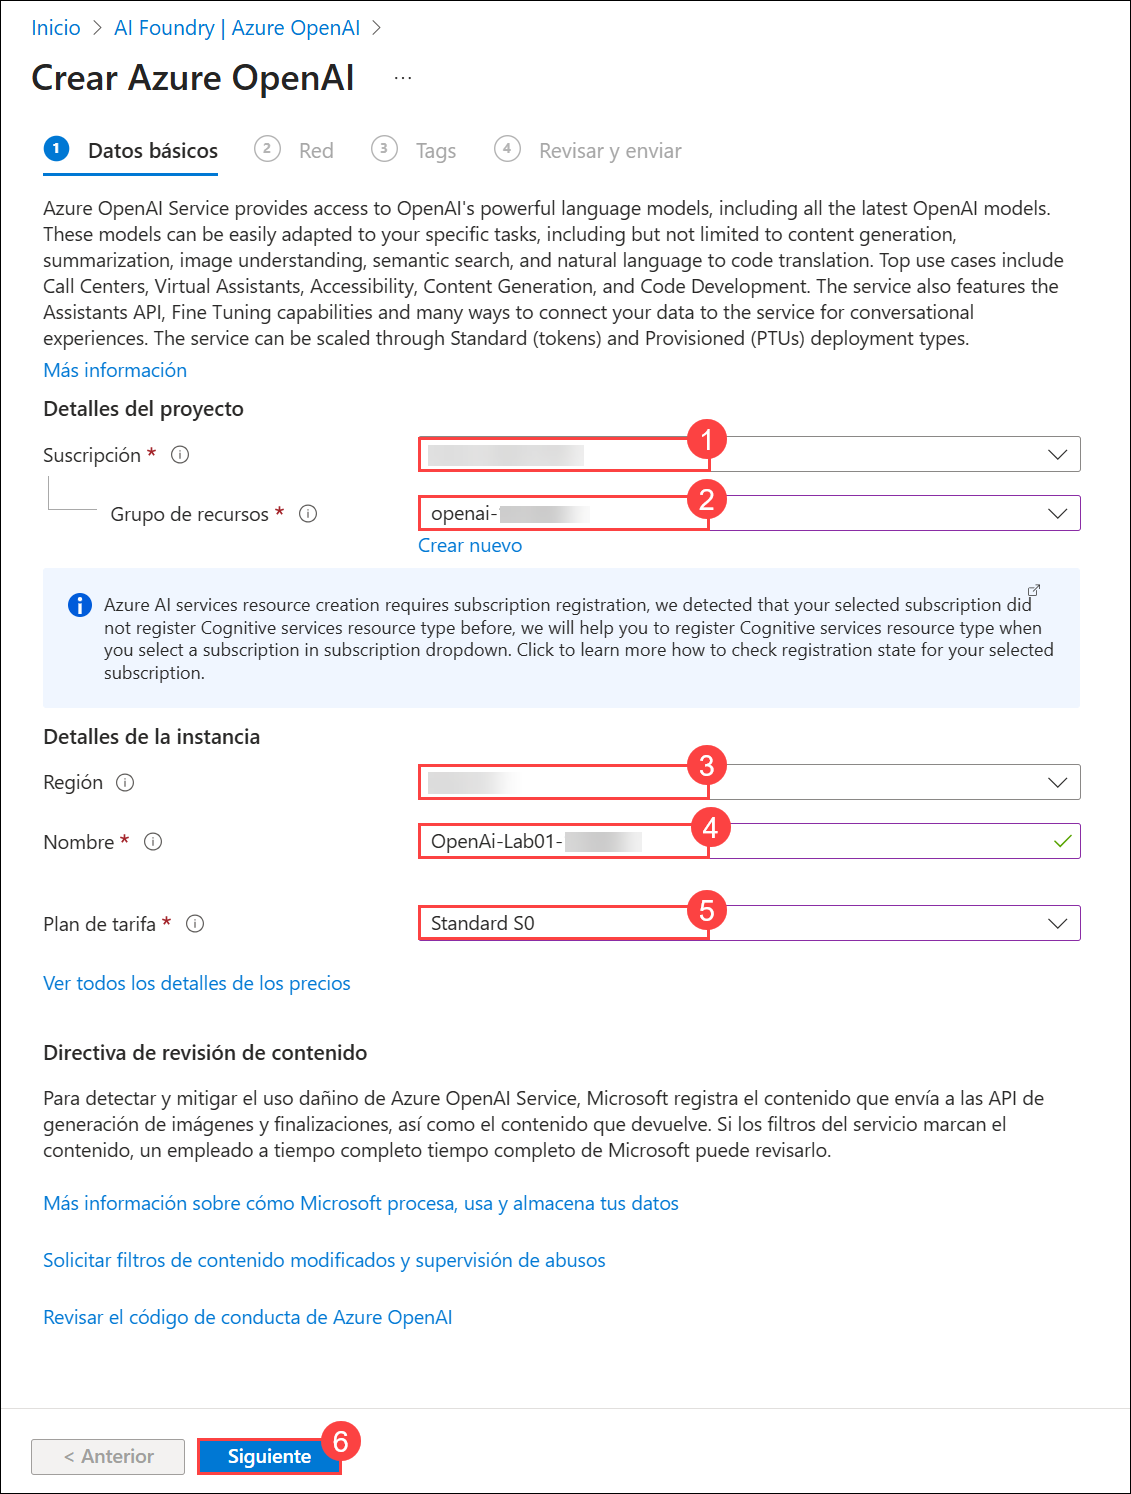 Inicio > AI Foundry | Azure OpenAI >
Crear Azure OpenAI ...
1 Datos básicos 2 Red 3 Tags 4 Revisar y enviar
Azure OpenAI Service provides access to OpenAI's powerful language models, including all the latest OpenAI models.
These models can be easily adapted to your specific tasks, including but not limited to content generation,
summarization, image understanding, semantic search, and natural language to code translation. Top use cases include
Call Centers, Virtual Assistants, Accessibility, Content Generation, and Code Development. The service also features the
Assistants API, Fine Tuning capabilities and many ways to connect your data to the service for conversational
experiences. The service can be scaled through Standard (tokens) and Provisioned (PTUs) deployment types.
Más información
Detalles del proyecto
Suscripción * 1
Grupo de recursos * openai- 2
Crear nuevo
Azure AI services resource creation requires subscription registration, we detected that your selected subscription did
not register Cognitive services resource type before, we will help you to register Cognitive services resource type when
you select a subscription in subscription dropdown. Click to learn more how to check registration state for your selected
subscription.
Detalles de la instancia
Región 3
Nombre * OpenAi-Lab01- 4
Plan de tarifa * Standard S0 5
Ver todos los detalles de los precios
Directiva de revisión de contenido
Para detectar y mitigar el uso dañino de Azure OpenAI Service, Microsoft registra el contenido que envía a las API de
generación de imágenes y finalizaciones, así como el contenido que devuelve. Si los filtros del servicio marcan el
contenido, un empleado a tiempo completo tiempo completo de Microsoft puede revisarlo.
Más información sobre cómo Microsoft procesa, usa y almacena tus datos
Solicitar filtros de contenido modificados y supervisión de abusos
Revisar el código de conducta de Azure OpenAI
< Anterior Siguiente 6